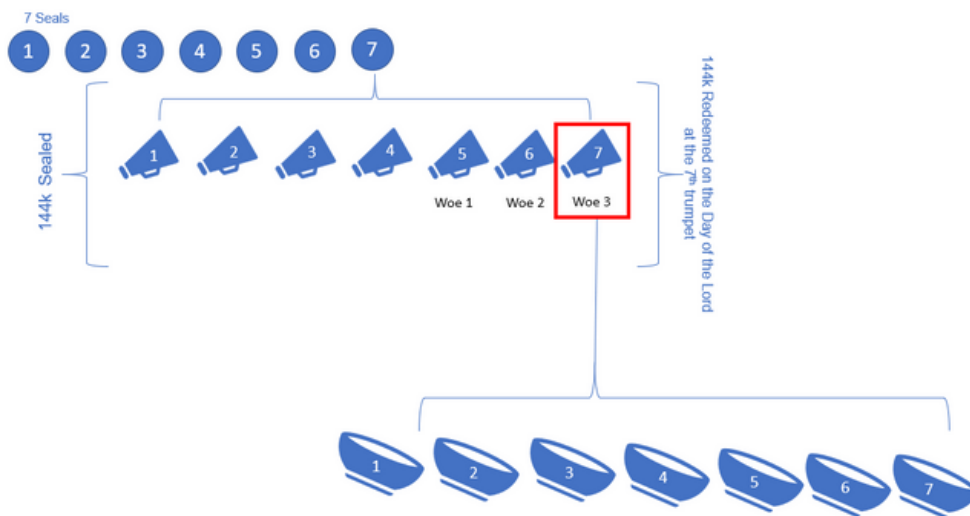 7 Seals
1 2 3 4 5 6 7
144k Sealed
1 2 3 4 5 6 7
Woe 1 Woe 2 Woe 3
144k Redeemed on the Day of the Lord
at the 7th trumpet
1 2 3 4 5 6 7